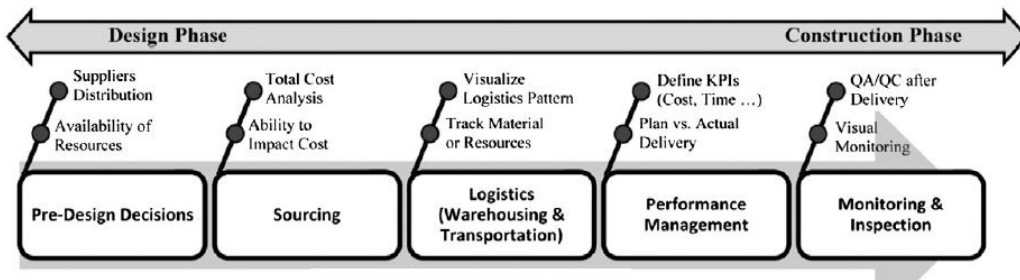 Design Phase
Construction Phase
Suppliers
Distribution
Availability of
Resources
Total Cost
Analysis
Ability to
Impact Cost
Visualize
Logistics Pattern
Track Material
or Resources
Define KPIs
(Cost, Time ...)
Plan vs. Actual
Delivery
QA/QC after
Delivery
Visual
Monitoring
Pre-Design Decisions
Sourcing
Logistics
(Warehousing &
Transportation)
Performance
Management
Monitoring &
Inspection